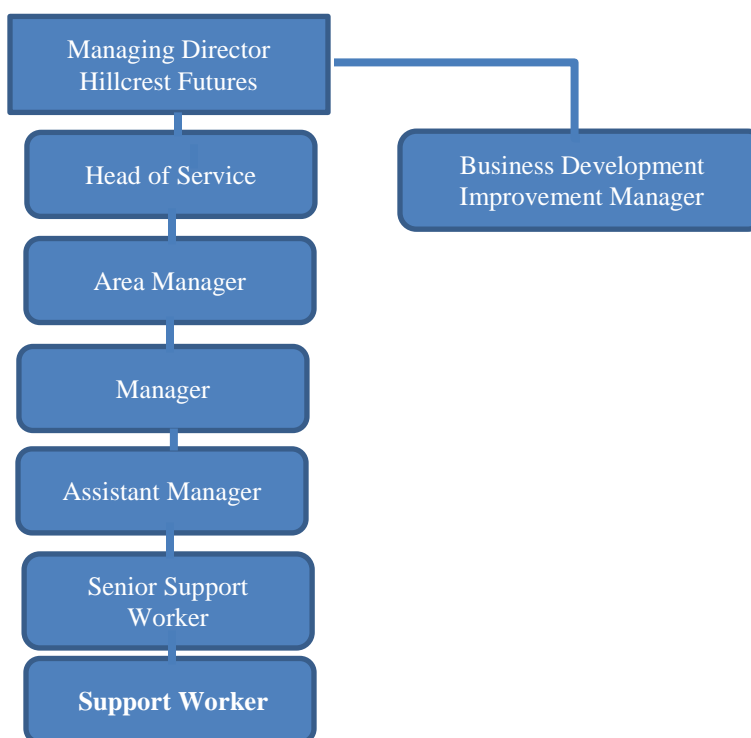 Managing Director
Hillcrest Futures
Head of Service
Business Development
Improvement Manager
Area Manager
Manager
Assistant Manager
Senior Support
Worker
Support Worker